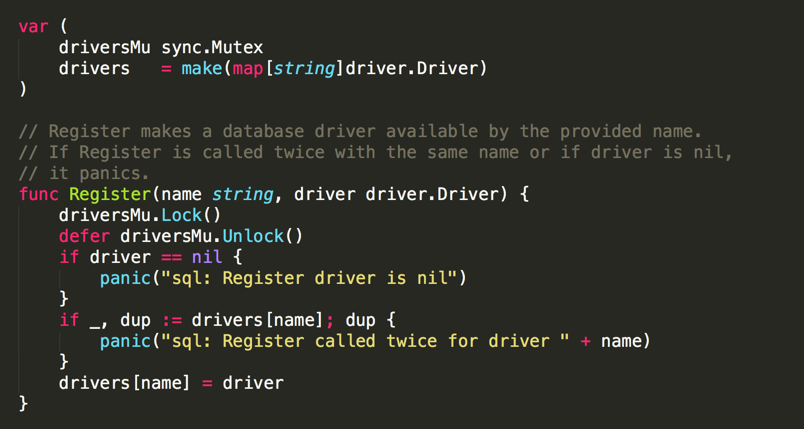 var (
    driversMu sync.Mutex
    drivers   = make(map[string]driver.Driver)
)

// Register makes a database driver available by the provided name.
// If Register is called twice with the same name or if driver is nil,
// it panics.
func Register(name string, driver driver.Driver) {
    driversMu.Lock()
    defer driversMu.Unlock()
    if driver == nil {
        panic("sql: Register driver is nil")
    }
    if _, dup := drivers[name]; dup {
        panic("sql: Register called twice for driver " + name)
    }
    drivers[name] = driver
}